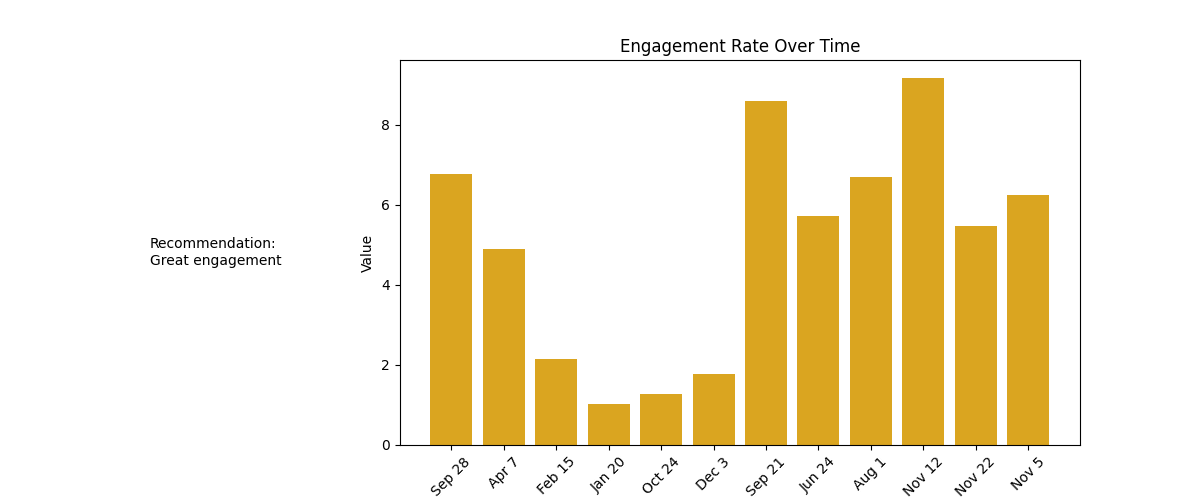 Engagement Rate Over Time
Recommendation:
Great engagement
Value
8
6
4
2
0
Sep 28
Apr 7
Feb 15
Jan 20
Oct 24
Dec 3
Sep 21
Jun 24
Aug 1
Nov 12
Nov 22
Nov 5